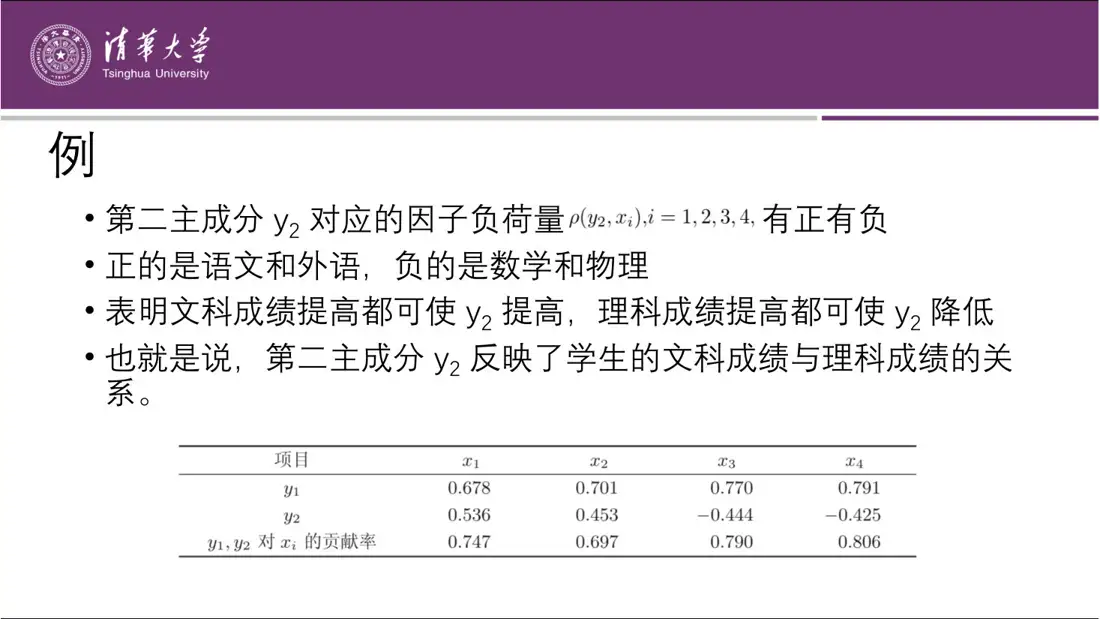 清华大学
Tsinghua University
例
• 第二主成分 y₂ 对应的因子负荷量 ρ(y₂, xᵢ),i = 1, 2, 3, 4, 有正有负
• 正的是语文和外语，负的是数学和物理
• 表明文科成绩提高都可使 y₂ 提高，理科成绩提高都可使 y₂ 降低
• 也就是说，第二主成分 y₂ 反映了学生的文科成绩与理科成绩的关
系。
项目 x₁ x₂ x₃ x₄
y₁ 0.678 0.701 0.770 0.791
y₂ 0.536 0.453 −0.444 −0.425
y₁, y₂ 对 xᵢ 的贡献率 0.747 0.697 0.790 0.806